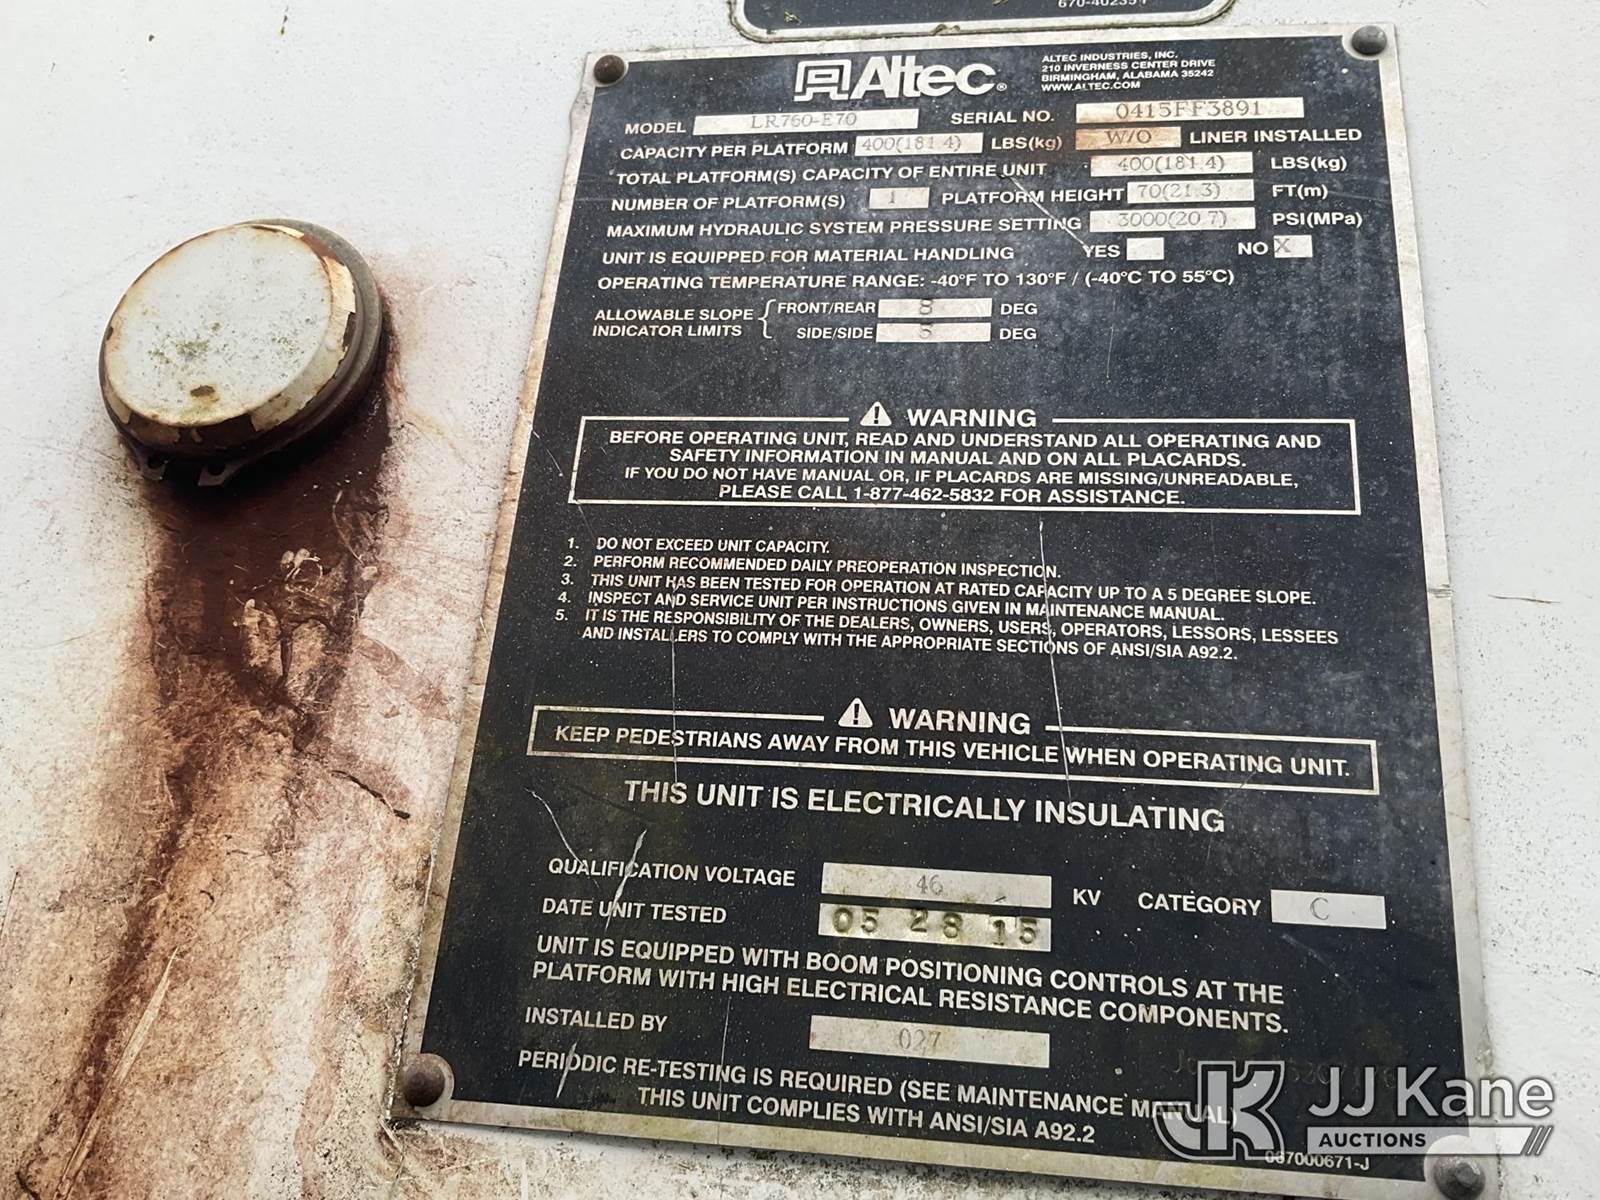 Altec®
ALTEC INDUSTRIES, INC.
210 INVERNESS CENTER DRIVE
BIRMINGHAM, ALABAMA 35242
WWW.ALTEC.COM
MODEL LR760-E70 SERIAL NO. 0415FF3891
CAPACITY PER PLATFORM 400(181.4) LBS(kg) W/O LINER INSTALLED
TOTAL PLATFORM(S) CAPACITY OF ENTIRE UNIT 400(181.4) LBS(kg)
NUMBER OF PLATFORM(S) 1 PLATFORM HEIGHT 70(21.3) FT(m)
MAXIMUM HYDRAULIC SYSTEM PRESSURE SETTING 3000(20.7) PSI(MPa)
UNIT IS EQUIPPED FOR MATERIAL HANDLING YES NO X
OPERATING TEMPERATURE RANGE: -40°F TO 130°F / (-40°C TO 55°C)
ALLOWABLE SLOPE INDICATOR LIMITS { FRONT/REAR 8 DEG
SIDE/SIDE 5 DEG
⚠ WARNING
BEFORE OPERATING UNIT, READ AND UNDERSTAND ALL OPERATING AND
SAFETY INFORMATION IN MANUAL AND ON ALL PLACARDS.
IF YOU DO NOT HAVE MANUAL OR, IF PLACARDS ARE MISSING/UNREADABLE,
PLEASE CALL 1-877-462-5832 FOR ASSISTANCE.
1. DO NOT EXCEED UNIT CAPACITY.
2. PERFORM RECOMMENDED DAILY PREOPERATION INSPECTION.
3. THIS UNIT HAS BEEN TESTED FOR OPERATION AT RATED CAPACITY UP TO A 5 DEGREE SLOPE.
4. INSPECT AND SERVICE UNIT PER INSTRUCTIONS GIVEN IN MAINTENANCE MANUAL.
5. IT IS THE RESPONSIBILITY OF THE DEALERS, OWNERS, USERS, OPERATORS, LESSORS, LESSEES
AND INSTALLERS TO COMPLY WITH THE APPROPRIATE SECTIONS OF ANSI/SIA A92.2.
⚠ WARNING
KEEP PEDESTRIANS AWAY FROM THIS VEHICLE WHEN OPERATING UNIT.
THIS UNIT IS ELECTRICALLY INSULATING
QUALIFICATION VOLTAGE 46 KV CATEGORY C
DATE UNIT TESTED 05 28 15
UNIT IS EQUIPPED WITH BOOM POSITIONING CONTROLS AT THE
PLATFORM WITH HIGH ELECTRICAL RESISTANCE COMPONENTS.
INSTALLED BY 027
PERIODIC RE-TESTING IS REQUIRED (SEE MAINTENANCE MANUAL)
THIS UNIT COMPLIES WITH ANSI/SIA A92.2
067000671-J
JK JJ Kane
AUCTIONS